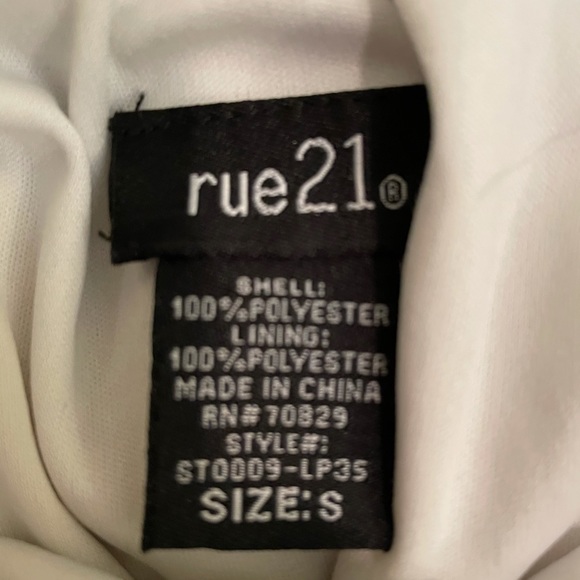 rue21®
SHELL:
100%POLYESTER
LINING:
100%POLYESTER
MADE IN CHINA
RN#70829
STYLE#:
ST0009-LP35
SIZE:S